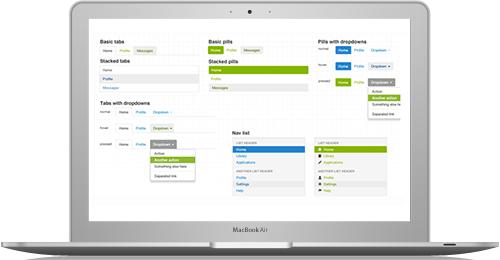 Basic tabs
Home Profile Messages
Stacked tabs
Home
Profile
Messages
Basic pills
Home Profile Messages
Stacked pills
Home
Profile
Messages
Pills with dropdowns
normal Home Profile Dropdown
hover Home Profile Dropdown
pressed Home Profile Dropdown
Action
Another action
Something else here
Separated link
Tabs with dropdowns
normal Home Profile Dropdown
hover Home Profile Dropdown
pressed Home Profile Dropdown
Action
Another action
Something else here
Separated link
Nav list
LIST HEADER
Home
Library
Applications
ANOTHER LIST HEADER
Profile
Settings
Help
LIST HEADER
Home
Library
Applications
ANOTHER LIST HEADER
Profile
Settings
Help
MacBook Air